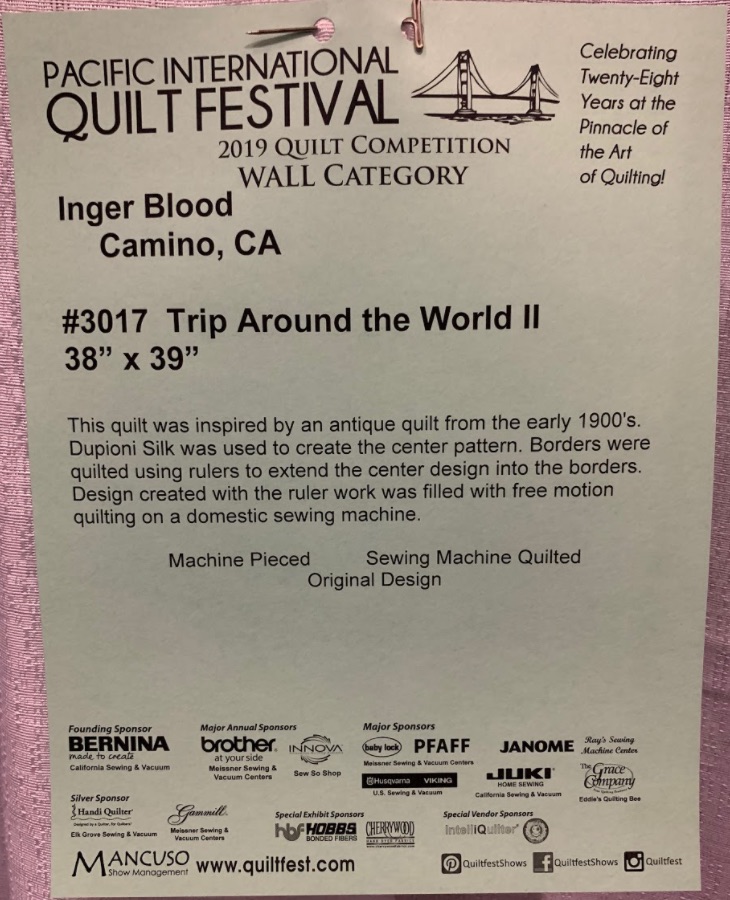 PACIFIC INTERNATIONAL
QUILT FESTIVAL
2019 QUILT COMPETITION
WALL CATEGORY
Celebrating
Twenty-Eight
Years at the
Pinnacle of
the Art
of Quilting!
Inger Blood
Camino, CA
#3017 Trip Around the World II
38” x 39”
This quilt was inspired by an antique quilt from the early 1900's.
Dupioni Silk was used to create the center pattern. Borders were
quilted using rulers to extend the center design into the borders.
Design created with the ruler work was filled with free motion
quilting on a domestic sewing machine.
Machine Pieced Sewing Machine Quilted
Original Design
Founding Sponsor
BERNINA
made to create
California Sewing & Vacuum
Major Annual Sponsors
brother
at your side
Meissner Sewing &
Vacuum Centers
INNOVA
Sew So Shop
Major Sponsors
baby lock PFAFF
Meissner Sewing & Vacuum Centers
Husqvarna VIKING
U.S. Sewing & Vacuum
JANOME
JUKI
HOME SEWING
California Sewing & Vacuum
Ray's Sewing
Machine Center
The Grace
Company
Eddie's Quilting Bee
Silver Sponsor
Handi Quilter
Elk Grove Sewing & Vacuum
Gammill
Meissner Sewing &
Vacuum Centers
Special Exhibit Sponsors
hbf HOBBS
BONDED FIBERS
CHERRYWOOD
Special Vendor Sponsors
IntelliQuilter
MANCUSO
Show Management
www.quiltfest.com
QuiltfestShows
QuiltfestShows
Quiltfest